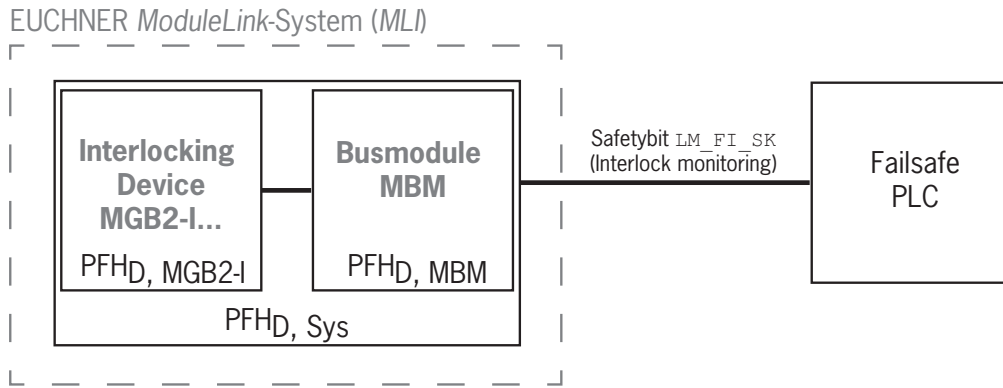 EUCHNER ModuleLink-System (MLI)
Interlocking
Device
MGB2-I...
PFHD, MGB2-I
Busmodule
MBM
PFHD, MBM
PFHD, Sys
Safetybit LM_FI_SK
(Interlock monitoring)
Failsafe
PLC